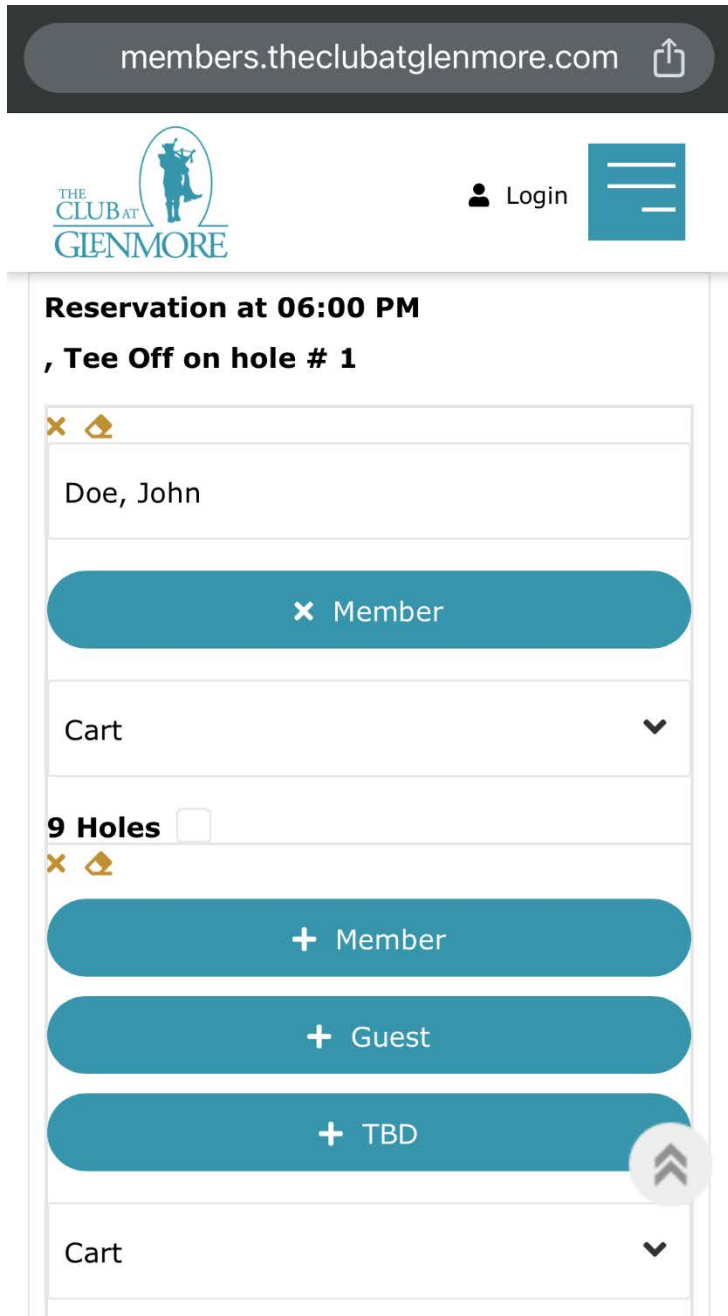 members.theclubatglenmore.com
THE
CLUB AT
GLENMORE
Login
Reservation at 06:00 PM
, Tee Off on hole # 1
Doe, John
Member
Cart
9 Holes
Member
Guest
TBD
Cart